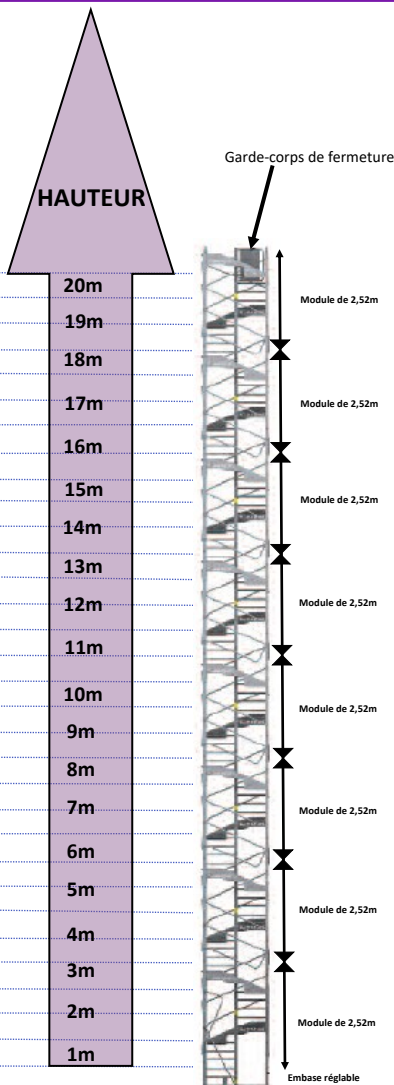 Garde-corps de fermeture
HAUTEUR
20m
19m
18m
17m
16m
15m
14m
13m
12m
11m
10m
9m
8m
7m
6m
5m
4m
3m
2m
1m
Module de 2,52m
Module de 2,52m
Module de 2,52m
Module de 2,52m
Module de 2,52m
Module de 2,52m
Module de 2,52m
Module de 2,52m
Embase réglable